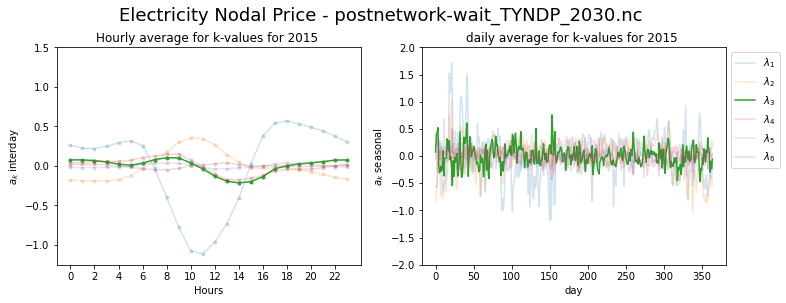 Electricity Nodal Price - postnetwork-wait_TYNDP_2030.nc
Hourly average for k-values for 2015
1.5
1.0
0.5
0.0
−0.5
−1.0
a_k interday
0 2 4 6 8 10 12 14 16 18 20 22
Hours
daily average for k-values for 2015
2.0
1.5
1.0
0.5
0.0
−0.5
−1.0
−1.5
−2.0
a_k seasonal
0 50 100 150 200 250 300 350
day
λ₁
λ₂
λ₃
λ₄
λ₅
λ₆